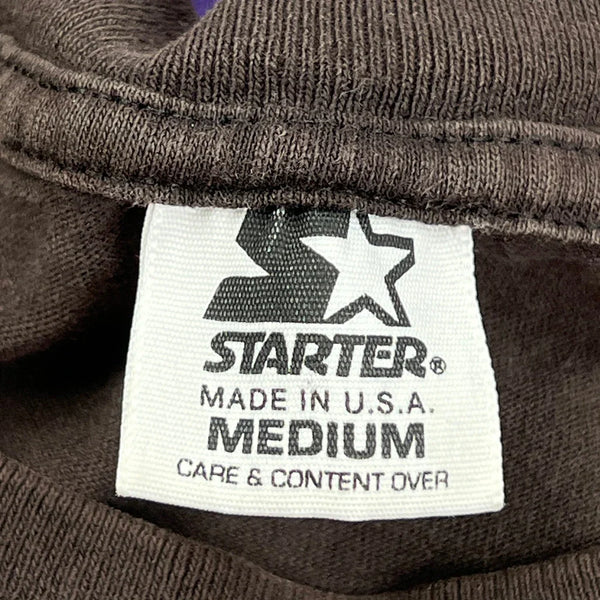 STARTER®
MADE IN U.S.A.
MEDIUM
CARE & CONTENT OVER